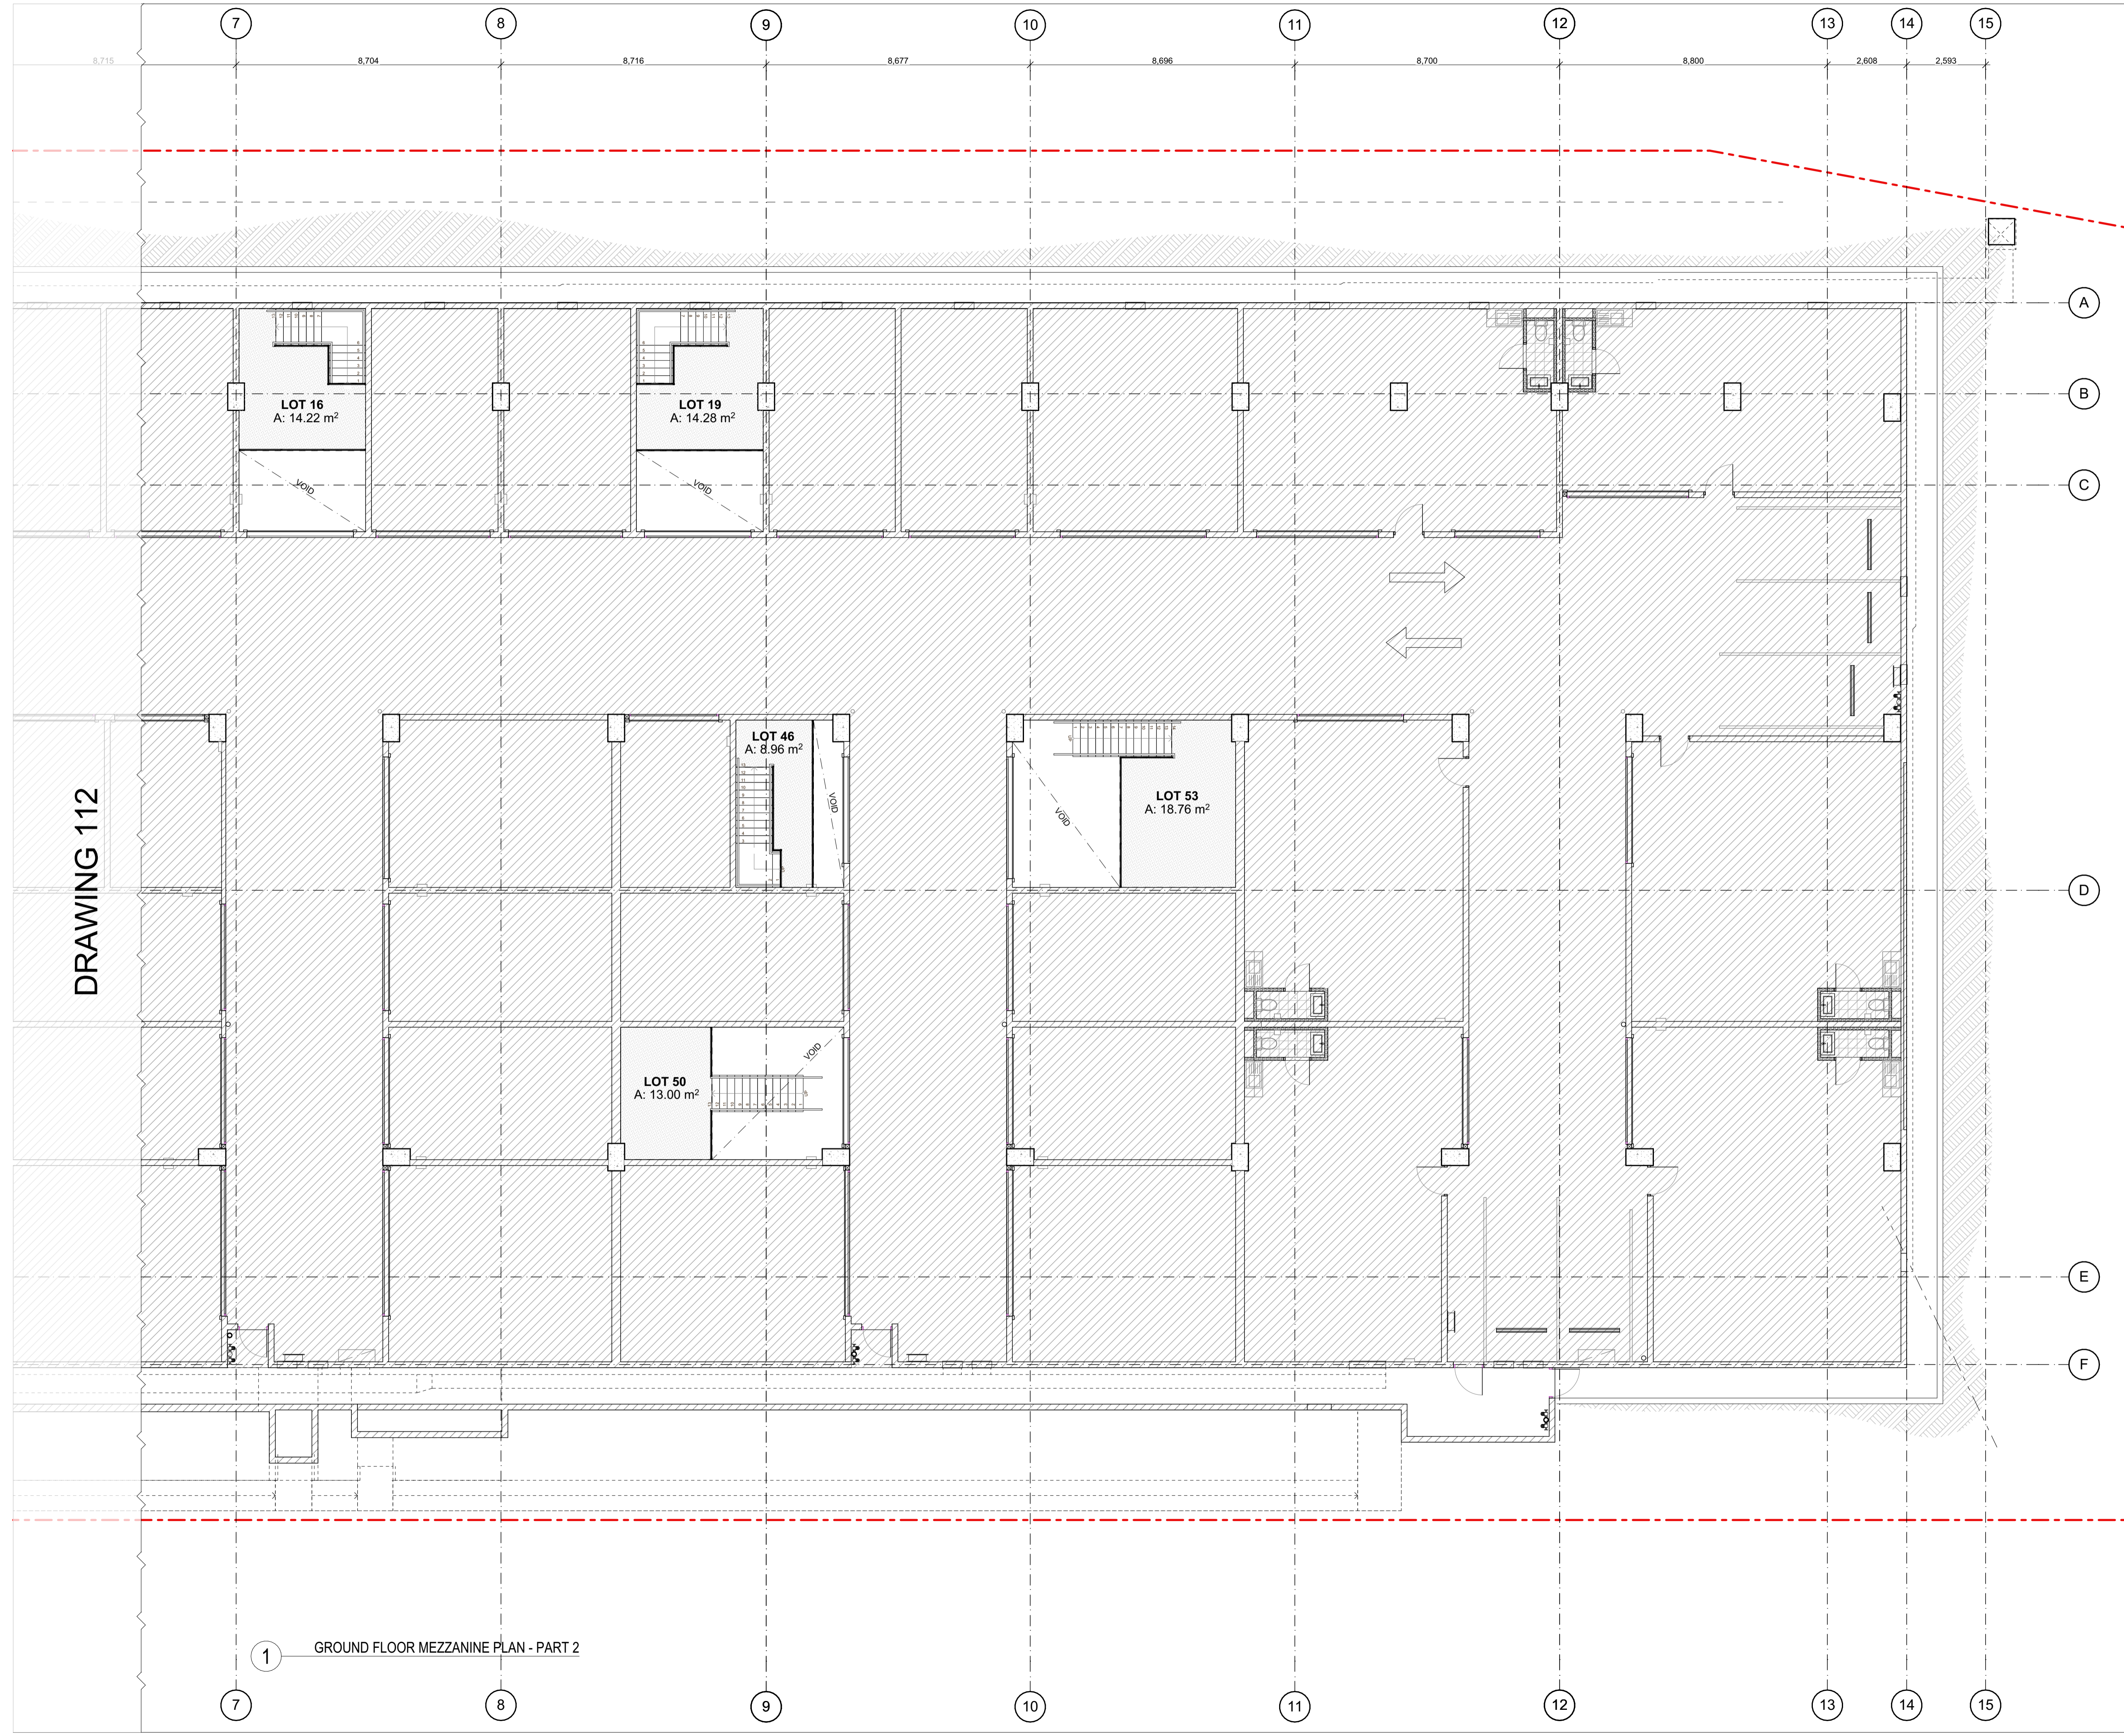 7
8
9
10
11
12
13
14
15
8,715
8,704
8,716
8,677
8,696
8,700
8,800
2,608
2,593
A
B
C
D
E
F
LOT 16
A: 14.22 m²
VOID
LOT 19
A: 14.28 m²
VOID
LOT 46
A: 8.96 m²
VOID
LOT 53
A: 18.76 m²
VOID
LOT 50
A: 13.00 m²
VOID
DRAWING 112
1
GROUND FLOOR MEZZANINE PLAN - PART 2
7
8
9
10
11
12
13
14
15